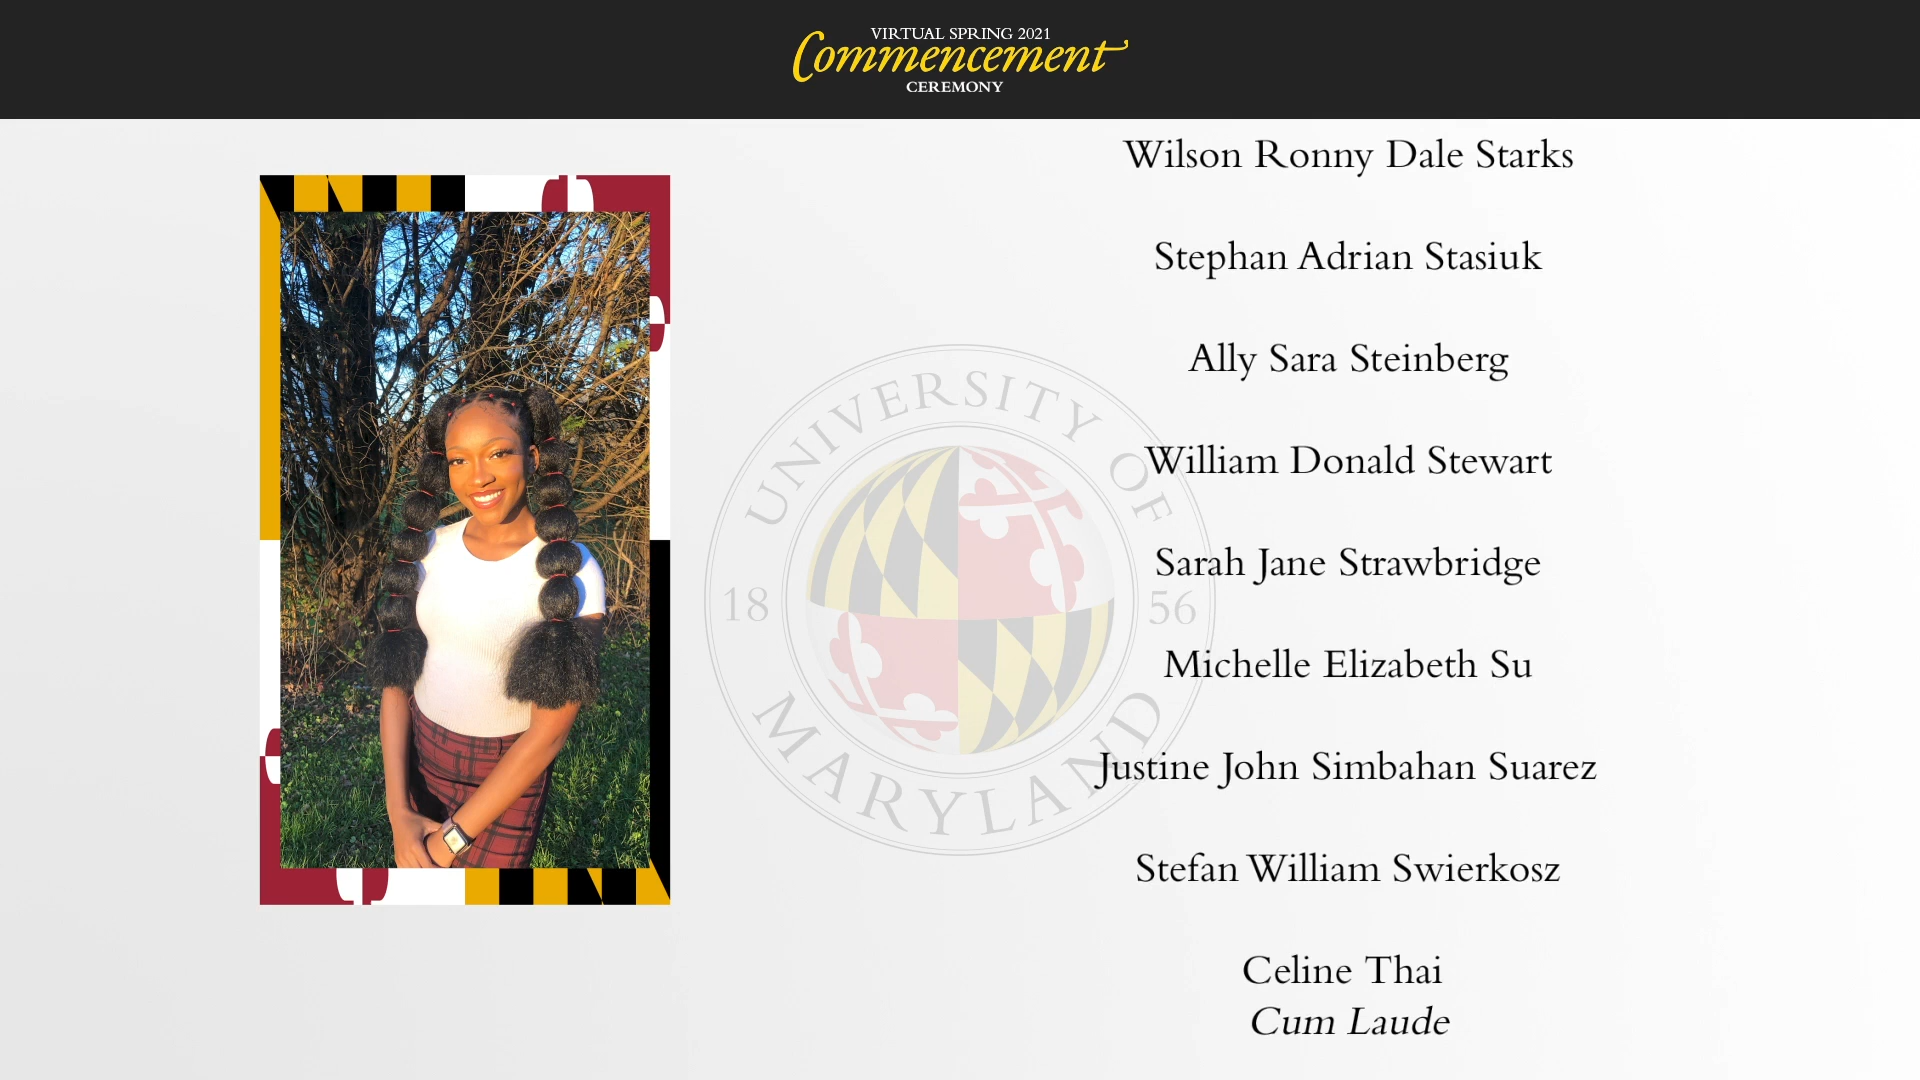 VIRTUAL SPRING 2021
Commencement
CEREMONY
Wilson Ronny Dale Starks
Stephan Adrian Stasiuk
Ally Sara Steinberg
William Donald Stewart
Sarah Jane Strawbridge
Michelle Elizabeth Su
Justine John Simbahan Suarez
Stefan William Swierkosz
Celine Thai
Cum Laude
UNIVERSITY OF
18 56
MARYLAND